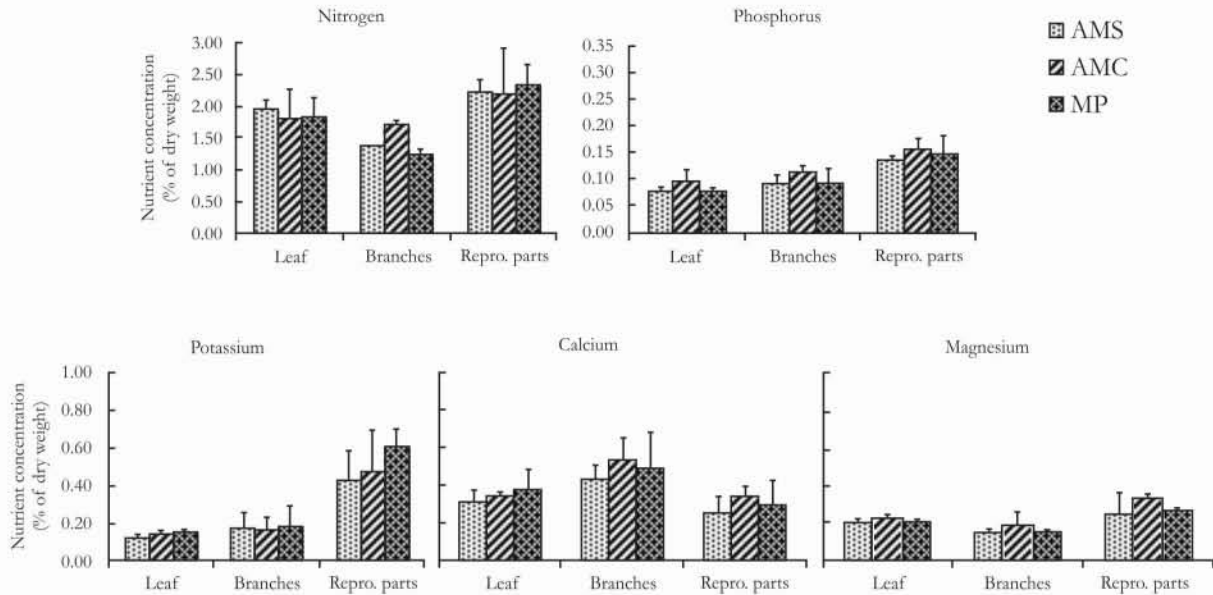 Nitrogen
Phosphorus
AMS
AMC
MP
Nutrient concentration
(% of dry weight)
3.00
2.50
2.00
1.50
1.00
0.50
0.00
Leaf Branches Repro. parts
0.35
0.30
0.25
0.20
0.15
0.10
0.05
0.00
Leaf Branches Repro. parts
Potassium
Calcium
Magnesium
Nutrient concentration
(% of dry weight)
1.00
0.80
0.60
0.40
0.20
0.00
Leaf Branches Repro. parts
Leaf Branches Repro. parts
Leaf Branches Repro. parts